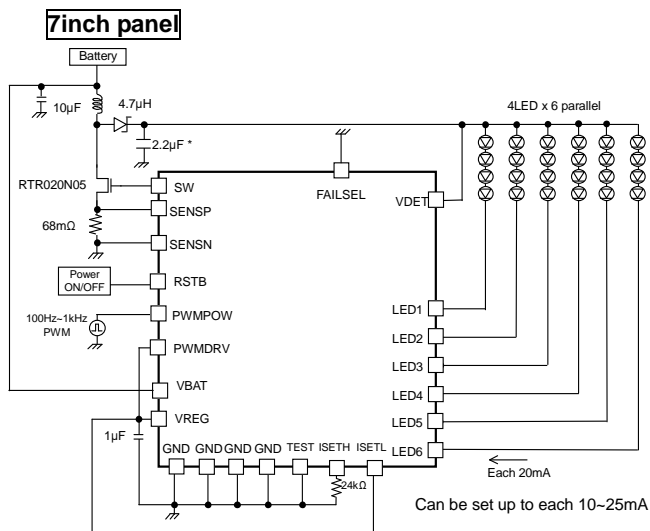 7inch panel
Battery
10µF
4.7µH
2.2µF *
4LED x 6 parallel
RTR020N05
SW
FAILSEL
VDET
SENSP
68mΩ
SENSN
Power
ON/OFF
RSTB
100Hz~1kHz
PWM
PWMPOW
PWMDRV
VBAT
VREG
1µF
LED1
LED2
LED3
LED4
LED5
LED6
GND
GND
GND
GND
TEST
ISETH
ISETL
24kΩ
Each 20mA
Can be set up to each 10~25mA